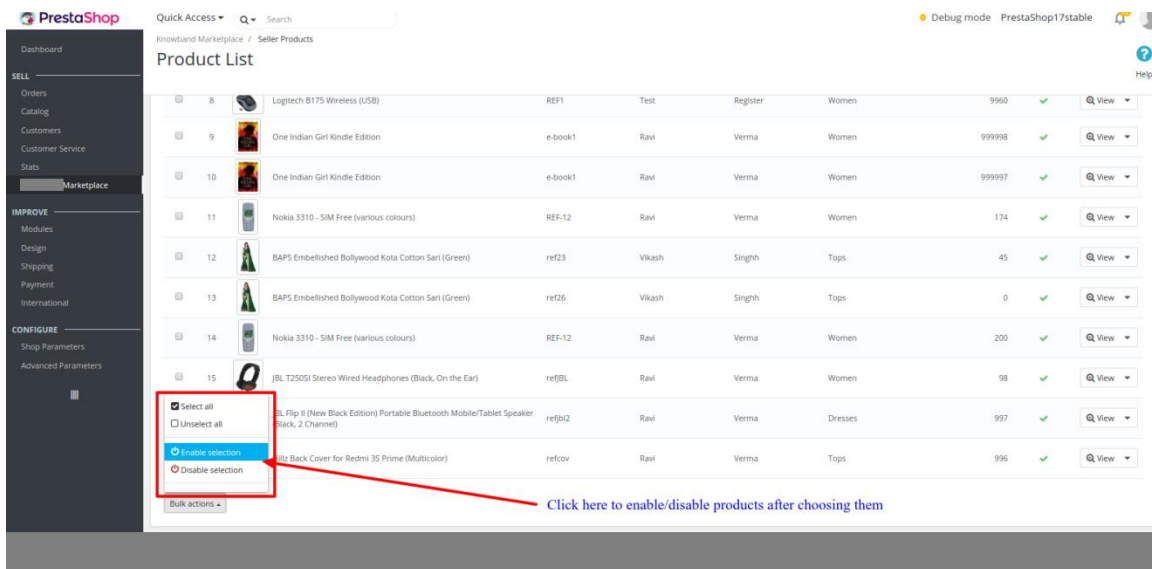 PrestaShop
Quick Access
Search
Debug mode PrestaShop17stable
Knowband Marketplace / Seller Products
Product List
Help
Dashboard
SELL
Orders
Catalog
Customers
Customer Service
Stats
Marketplace
IMPROVE
Modules
Design
Shipping
Payment
International
CONFIGURE
Shop Parameters
Advanced Parameters
8 Logitech B175 Wireless (USB) REF1 Test Register Women 9960 View
9 One Indian Girl Kindle Edition e-book1 Ravi Verma Women 999998 View
10 One Indian Girl Kindle Edition e-book1 Ravi Verma Women 999997 View
11 Nokia 3310 - SIM Free (various colours) REF-12 Ravi Verma Women 174 View
12 BAPS Embellished Bollywood Kota Cotton Sari (Green) ref23 Vikash Singhh Tops 45 View
13 BAPS Embellished Bollywood Kota Cotton Sari (Green) ref26 Vikash Singhh Tops 0 View
14 Nokia 3310 - SIM Free (various colours) REF-12 Ravi Verma Women 200 View
15 JBL T250SI Stereo Wired Headphones (Black, On the Ear) refJBL Ravi Verma Women 98 View
Flip II (New Black Edition) Portable Bluetooth Mobile/Tablet Speaker
(Black, 2 Channel) refjbl2 Ravi Verma Dresses 997 View
Back Cover for Redmi 3S Prime (Multicolor) refcov Ravi Verma Tops 996 View
Select all
Unselect all
Enable selection
Disable selection
Bulk actions
Click here to enable/disable products after choosing them